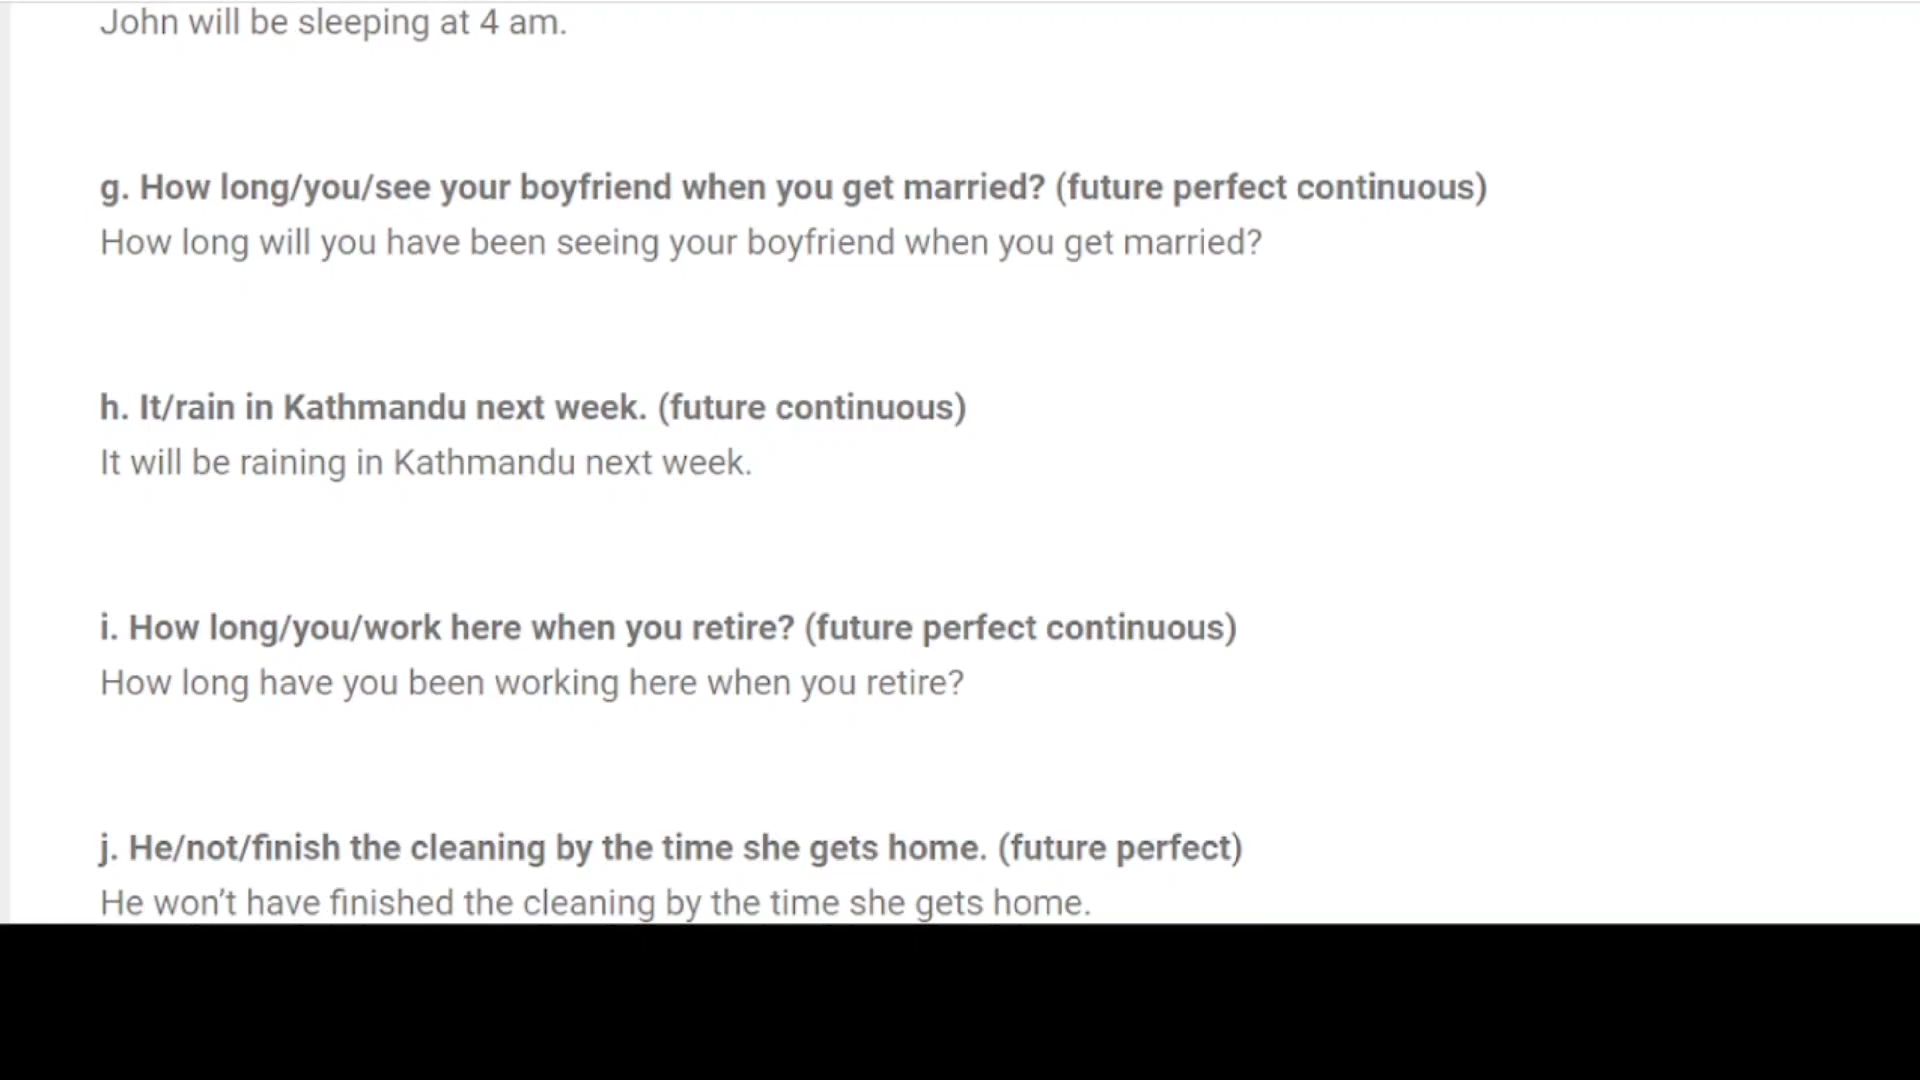 John will be sleeping at 4 am.
g. How long/you/see your boyfriend when you get married? (future perfect continuous)
How long will you have been seeing your boyfriend when you get married?
h. It/rain in Kathmandu next week. (future continuous)
It will be raining in Kathmandu next week.
i. How long/you/work here when you retire? (future perfect continuous)
How long have you been working here when you retire?
j. He/not/finish the cleaning by the time she gets home. (future perfect)
He won’t have finished the cleaning by the time she gets home.